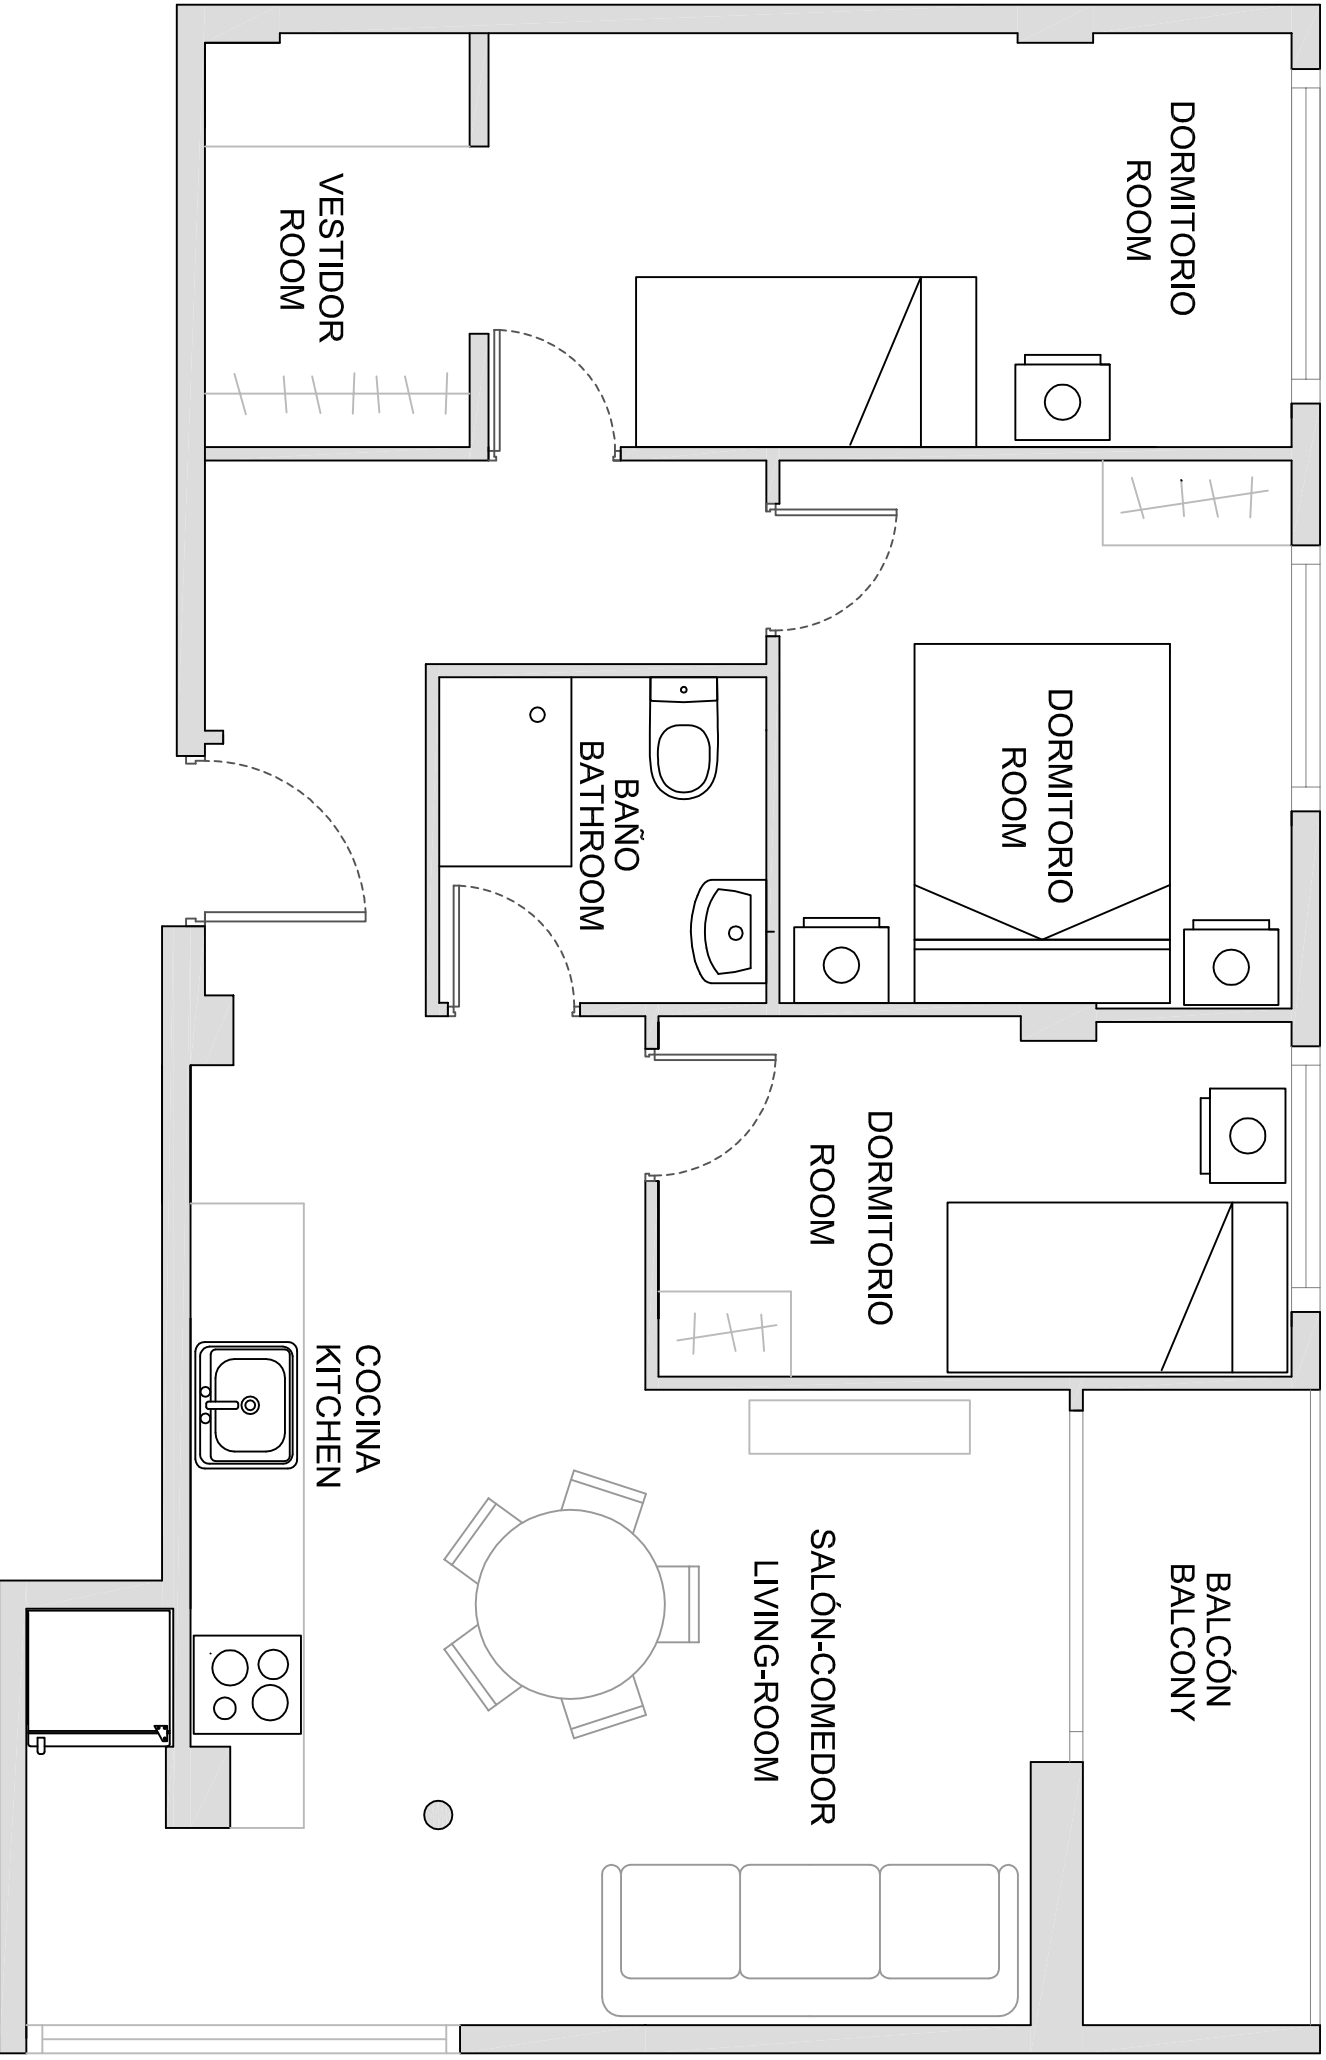 DORMITORIO
ROOM
VESTIDOR
ROOM
DORMITORIO
ROOM
BAÑO
BATHROOM
DORMITORIO
ROOM
COCINA
KITCHEN
SALÓN-COMEDOR
LIVING-ROOM
BALCÓN
BALCONY